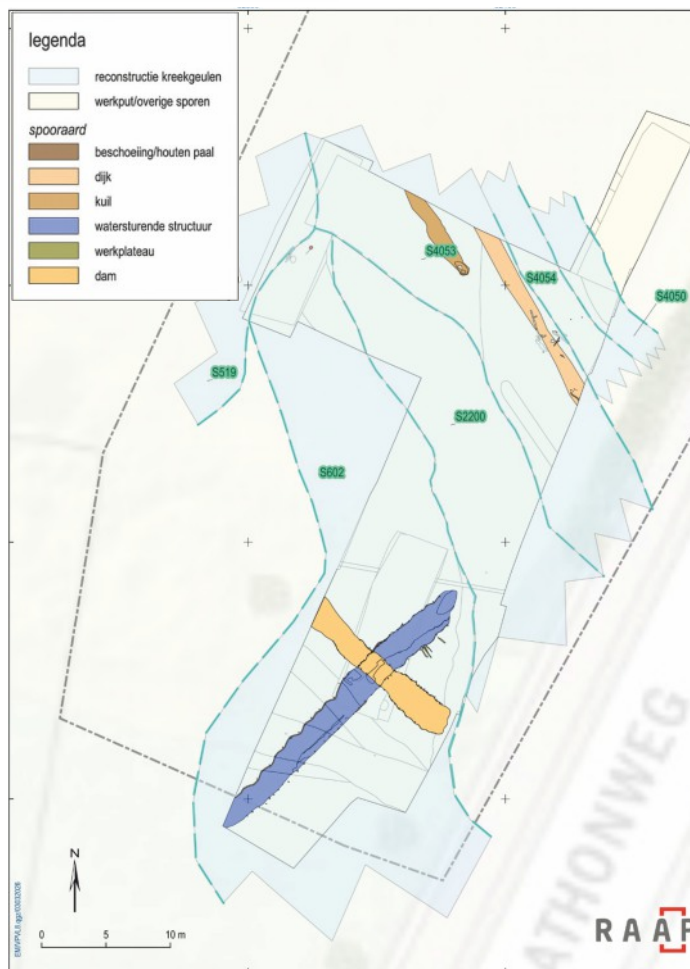 legenda
reconstructie kreekgeulen
werkput/overige sporen
spooraard
beschoeiing/houten paal
dijk
kuil
watersturende structuur
werkplateau
dam
S4053
S4054
S4050
S519
S2200
S602
ATHONWEG
N
0 5 10 m
RAAP